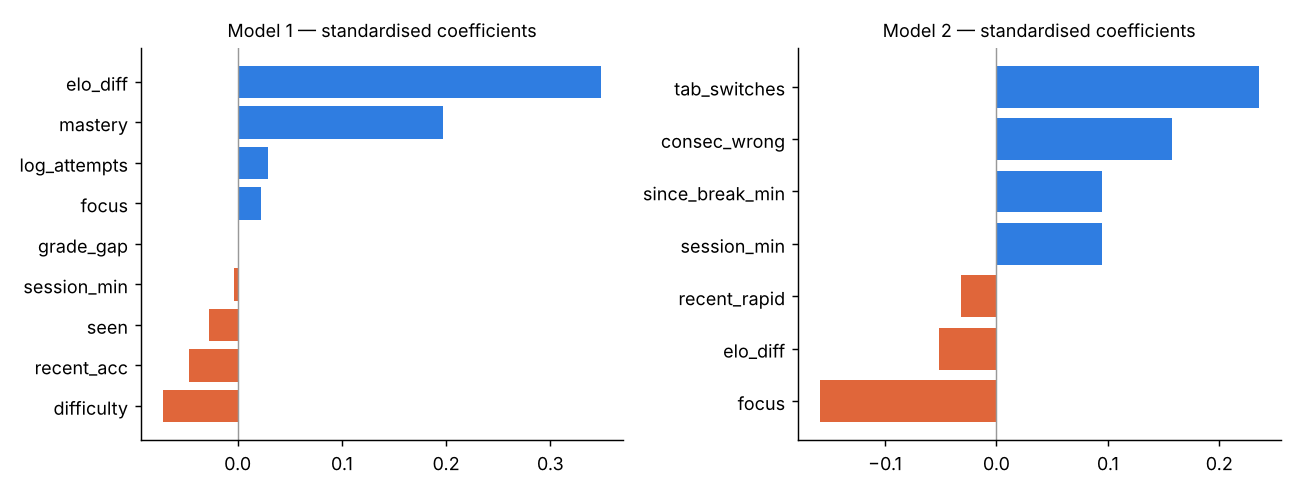 Model 1 — standardised coefficients
elo_diff
mastery
log_attempts
focus
grade_gap
session_min
seen
recent_acc
difficulty
0.0 0.1 0.2 0.3
Model 2 — standardised coefficients
tab_switches
consec_wrong
since_break_min
session_min
recent_rapid
elo_diff
focus
−0.1 0.0 0.1 0.2